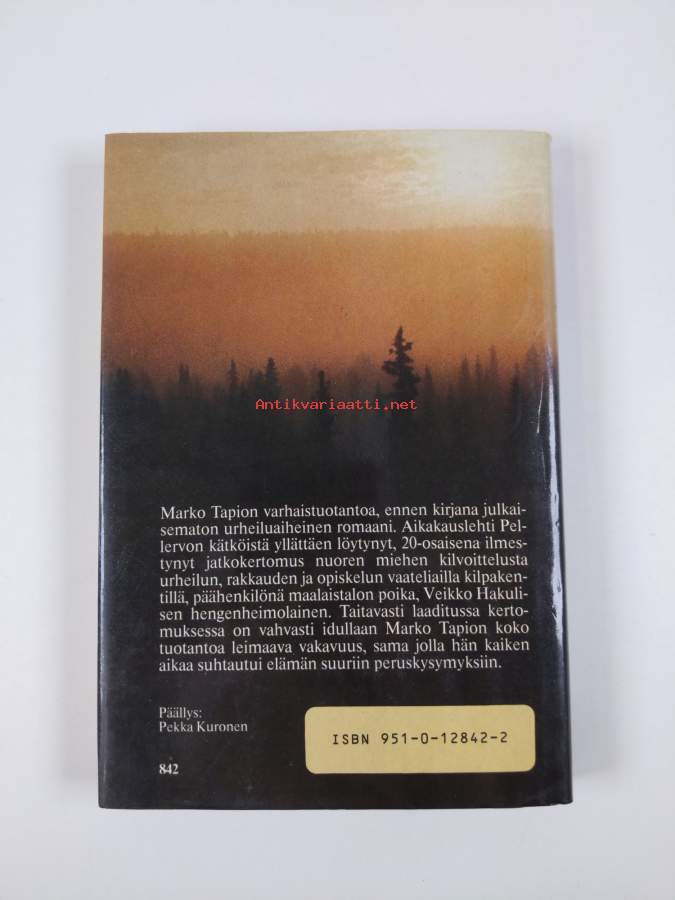 Antikvariaatti.net
Marko Tapion varhaistuotantoa, ennen kirjana julkai-
sematon urheiluaiheinen romaani. Aikakauslehti Pel-
lervon kätköistä yllättäen löytynyt, 20-osaisena ilmes-
tynyt jatkokertomus nuoren miehen kilvoittelusta
urheilun, rakkauden ja opiskelun vaateliailla kilpaken-
tillä, päähenkilönä maalaistalon poika, Veikko Hakuli-
sen hengenheimolainen. Taitavasti laaditussa kerto-
muksessa on vahvasti idullaan Marko Tapion koko
tuotantoa leimaava vakavuus, sama jolla hän kaiken
aikaa suhtautui elämän suuriin peruskysymyksiin.
Päällys:
Pekka Kuronen
ISBN 951-0-12842-2
842